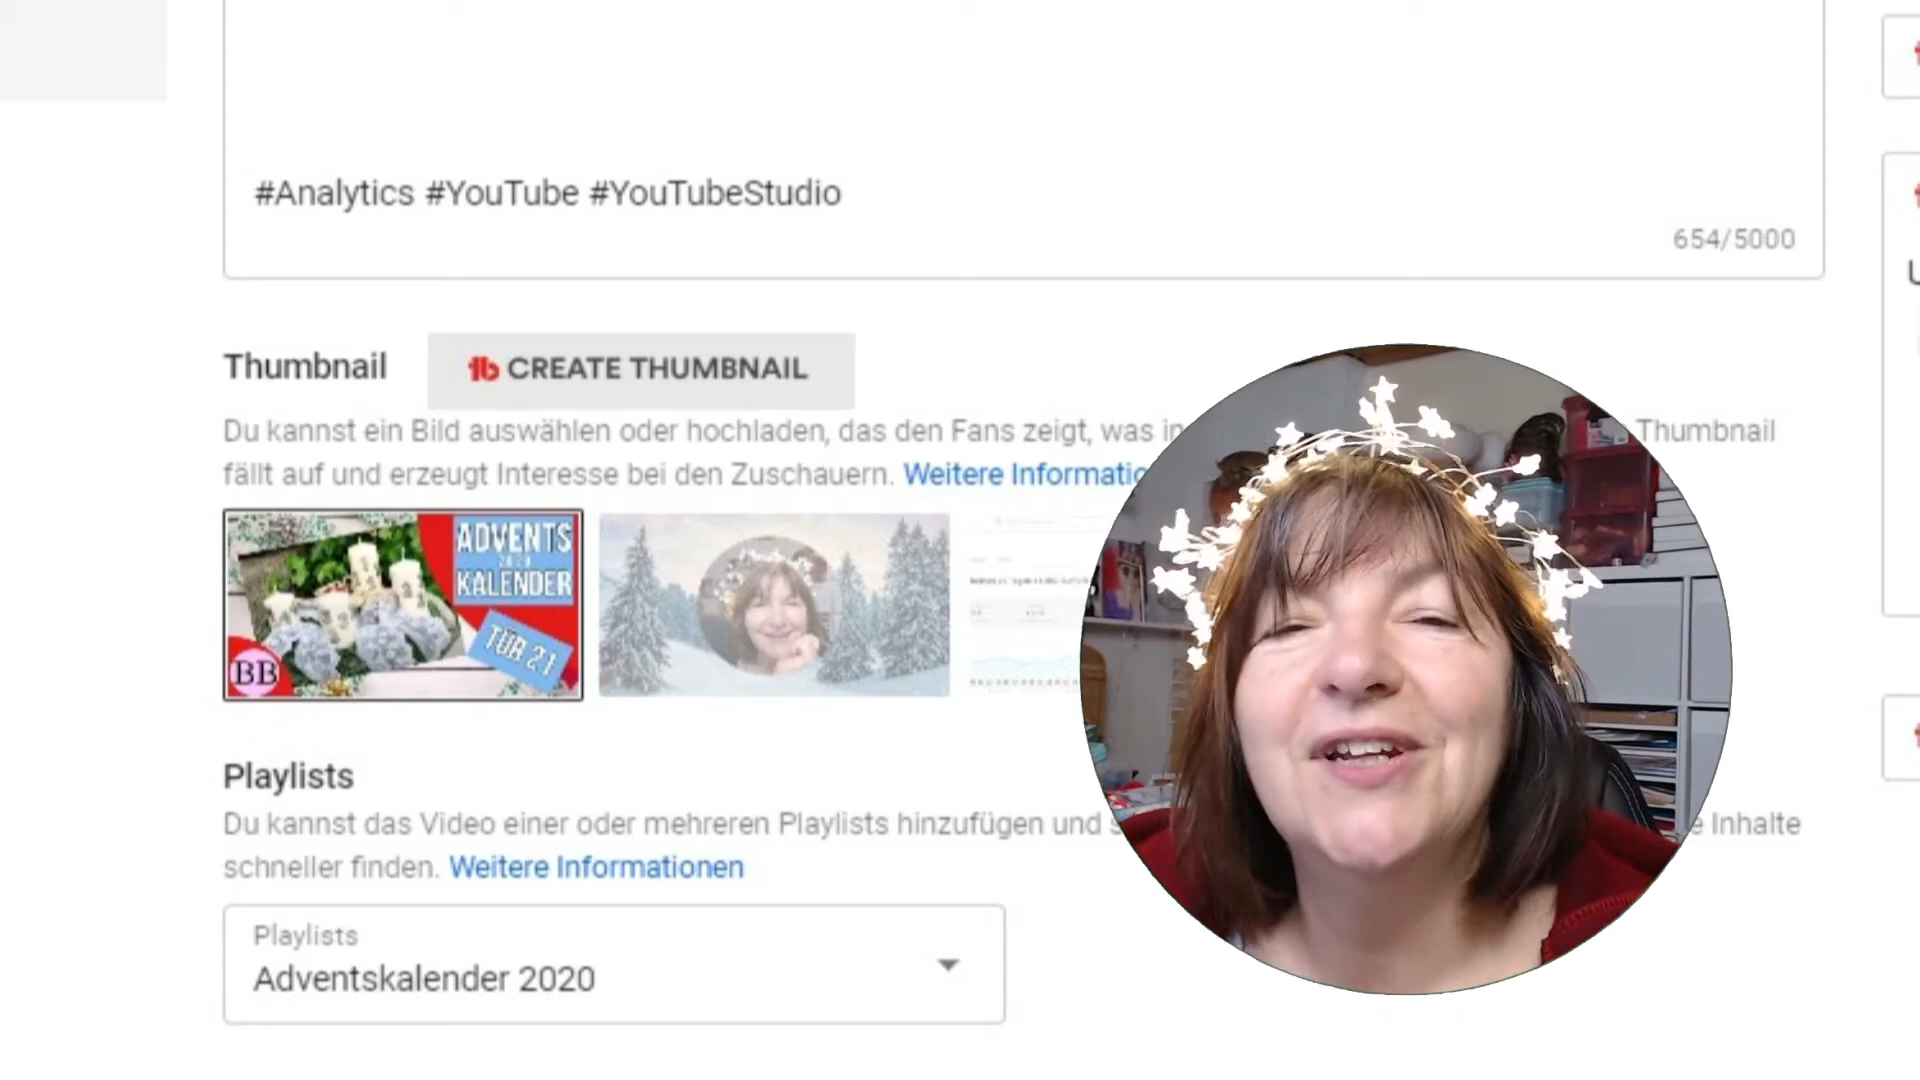 #Analytics #YouTube #YouTubeStudio
654/5000
Thumbnail
CREATE THUMBNAIL
Du kannst ein Bild auswählen oder hochladen, das den Fans zeigt, was in Thumbnail
fällt auf und erzeugt Interesse bei den Zuschauern. Weitere Informatio
ADVENTS
2020
KALENDER
TÜR 21
BB
Playlists
Du kannst das Video einer oder mehreren Playlists hinzufügen und s e Inhalte
schneller finden. Weitere Informationen
Playlists
Adventskalender 2020